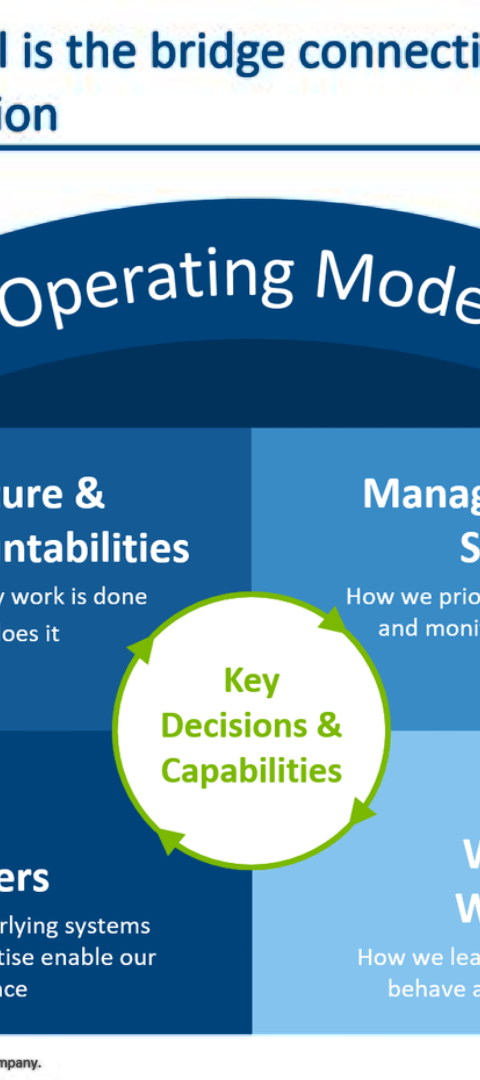 l is the bridge connecti
ion
Operating Mode
ure &
ntabilities
y work is done
oes it
Manag
S
How we prio
and moni
Key
Decisions &
Capabilities
ers
rlying systems
tise enable our
nce
W
W
How we lea
behave a
mpany.